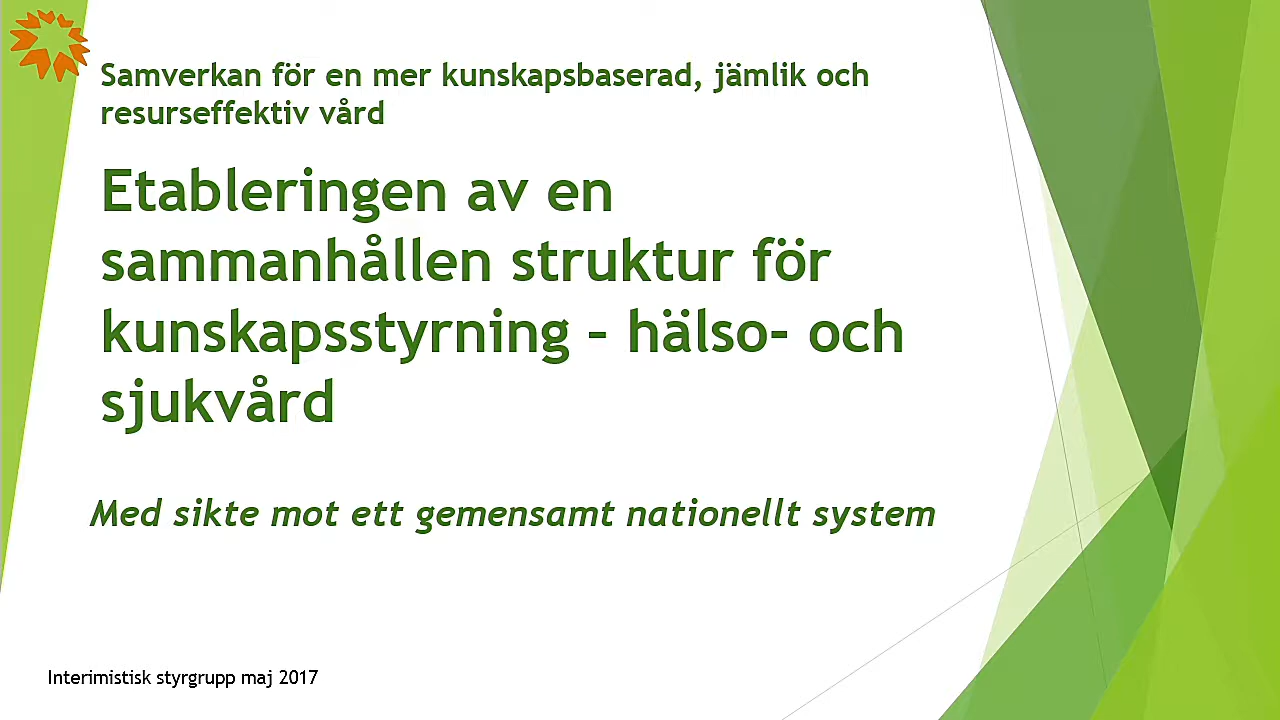 Samverkan för en mer kunskapsbaserad, jämlik och
resurseffektiv vård
Etableringen av en
sammanhållen struktur för
kunskapsstyrning – hälso- och
sjukvård
Med sikte mot ett gemensamt nationellt system
Interimistisk styrgrupp maj 2017